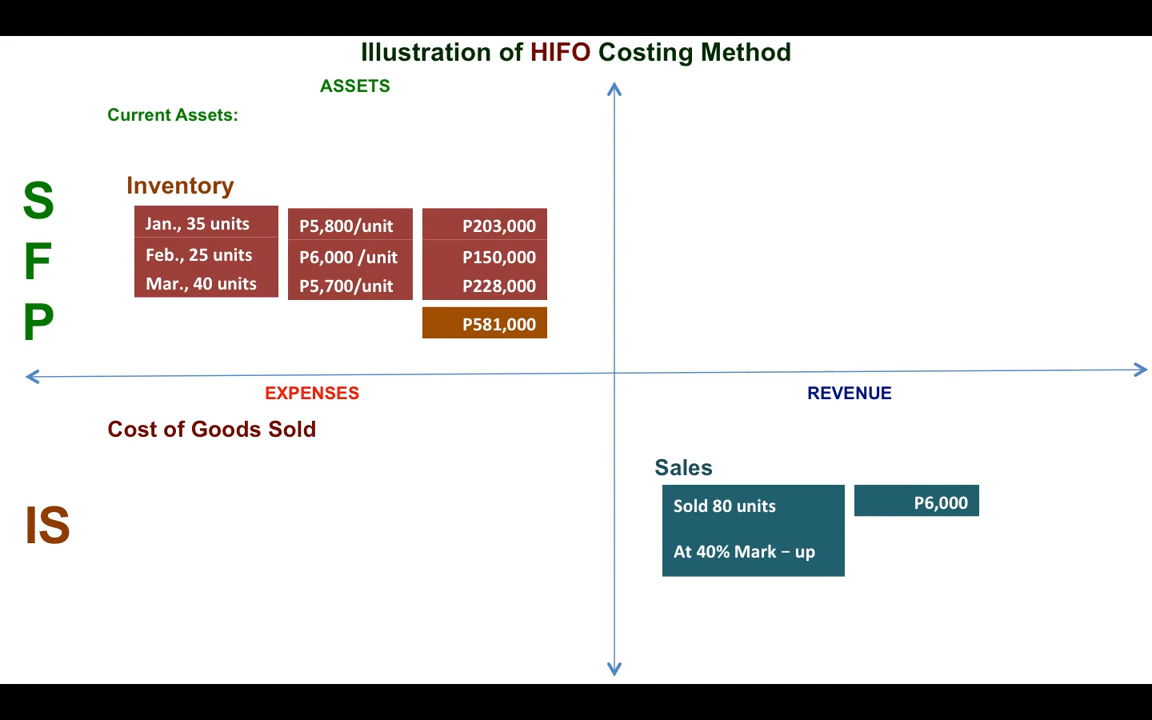 Illustration of HIFO Costing Method
ASSETS
Current Assets:
S
F
P
Inventory
Jan., 35 units P5,800/unit P203,000
Feb., 25 units P6,000 /unit P150,000
Mar., 40 units P5,700/unit P228,000
P581,000
EXPENSES
REVENUE
Cost of Goods Sold
IS
Sales
Sold 80 units P6,000
At 40% Mark – up